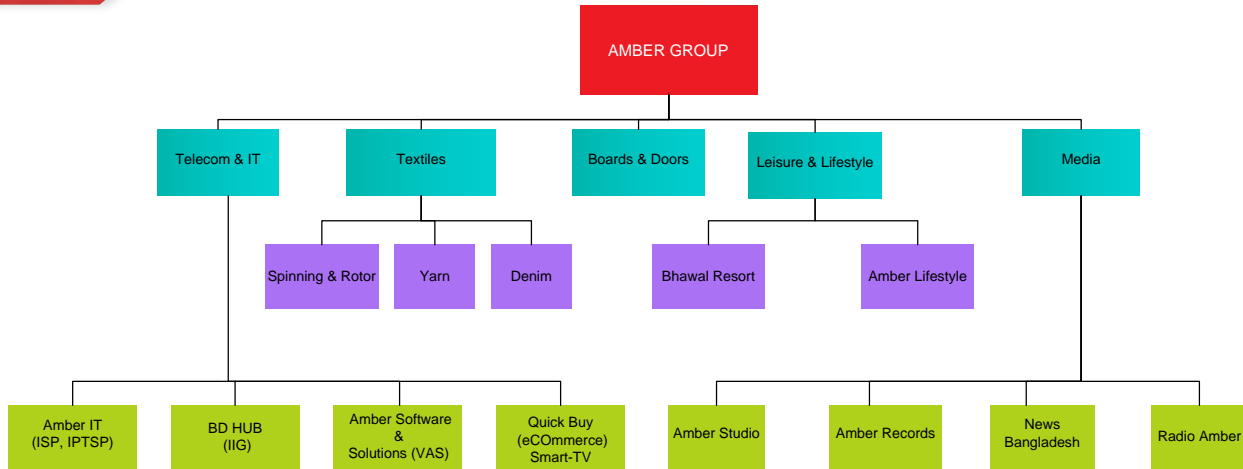 AMBER GROUP
Telecom & IT
Textiles
Boards & Doors
Leisure & Lifestyle
Media
Spinning & Rotor
Yarn
Denim
Bhawal Resort
Amber Lifestyle
Amber IT
(ISP, IPTSP)
BD HUB
(IIG)
Amber Software
&
Solutions (VAS)
Quick Buy
(eCOmmerce)
Smart-TV
Amber Studio
Amber Records
News
Bangladesh
Radio Amber